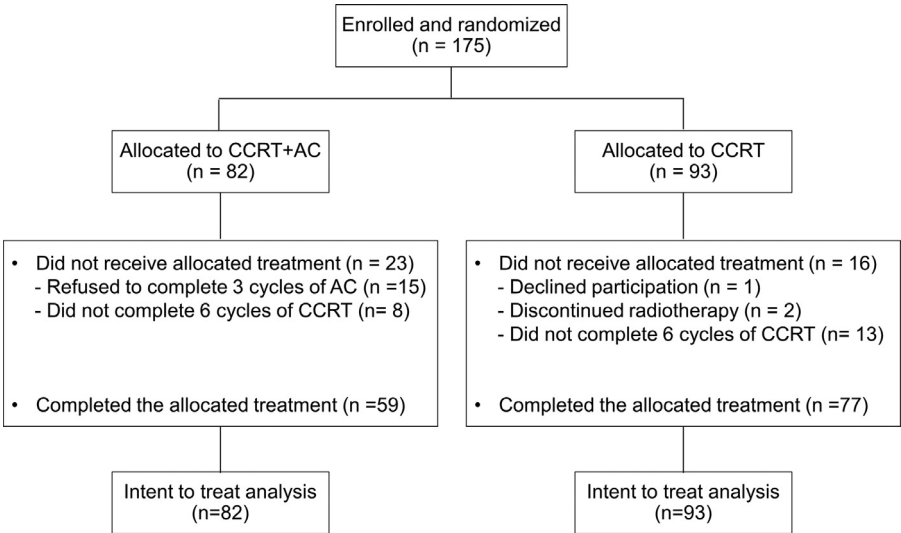 Enrolled and randomized
(n = 175)
Allocated to CCRT+AC
(n = 82)
Allocated to CCRT
(n = 93)
• Did not receive allocated treatment (n = 23)
- Refused to complete 3 cycles of AC (n =15)
- Did not complete 6 cycles of CCRT (n= 8)
• Completed the allocated treatment (n =59)
• Did not receive allocated treatment (n = 16)
- Declined participation (n = 1)
- Discontinued radiotherapy (n = 2)
- Did not complete 6 cycles of CCRT (n= 13)
• Completed the allocated treatment (n =77)
Intent to treat analysis
(n=82)
Intent to treat analysis
(n=93)